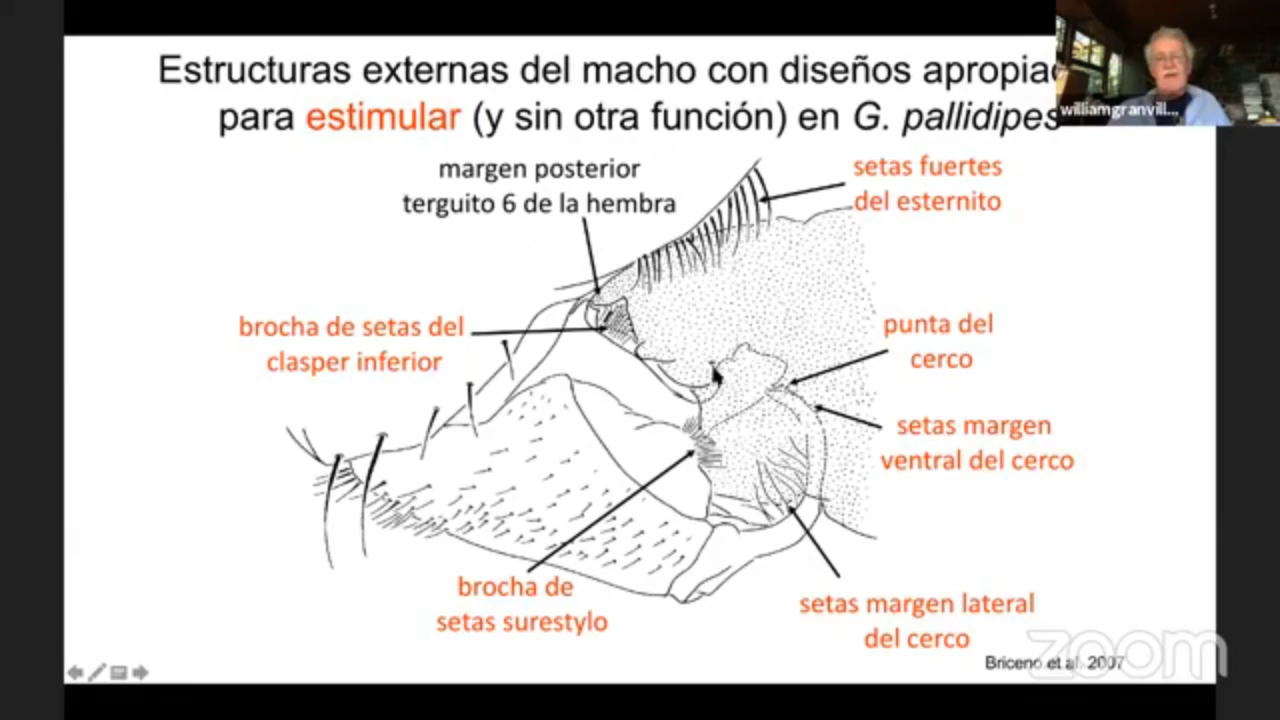 Estructuras externas del macho con diseños apropiad
para estimular (y sin otra función) en G. pallidipes
williamgranvill...
margen posterior
terguito 6 de la hembra
setas fuertes
del esternito
brocha de setas del
clasper inferior
punta del
cerco
setas margen
ventral del cerco
brocha de
setas surestylo
setas margen lateral
del cerco
Briceno et al. 2007
zoom